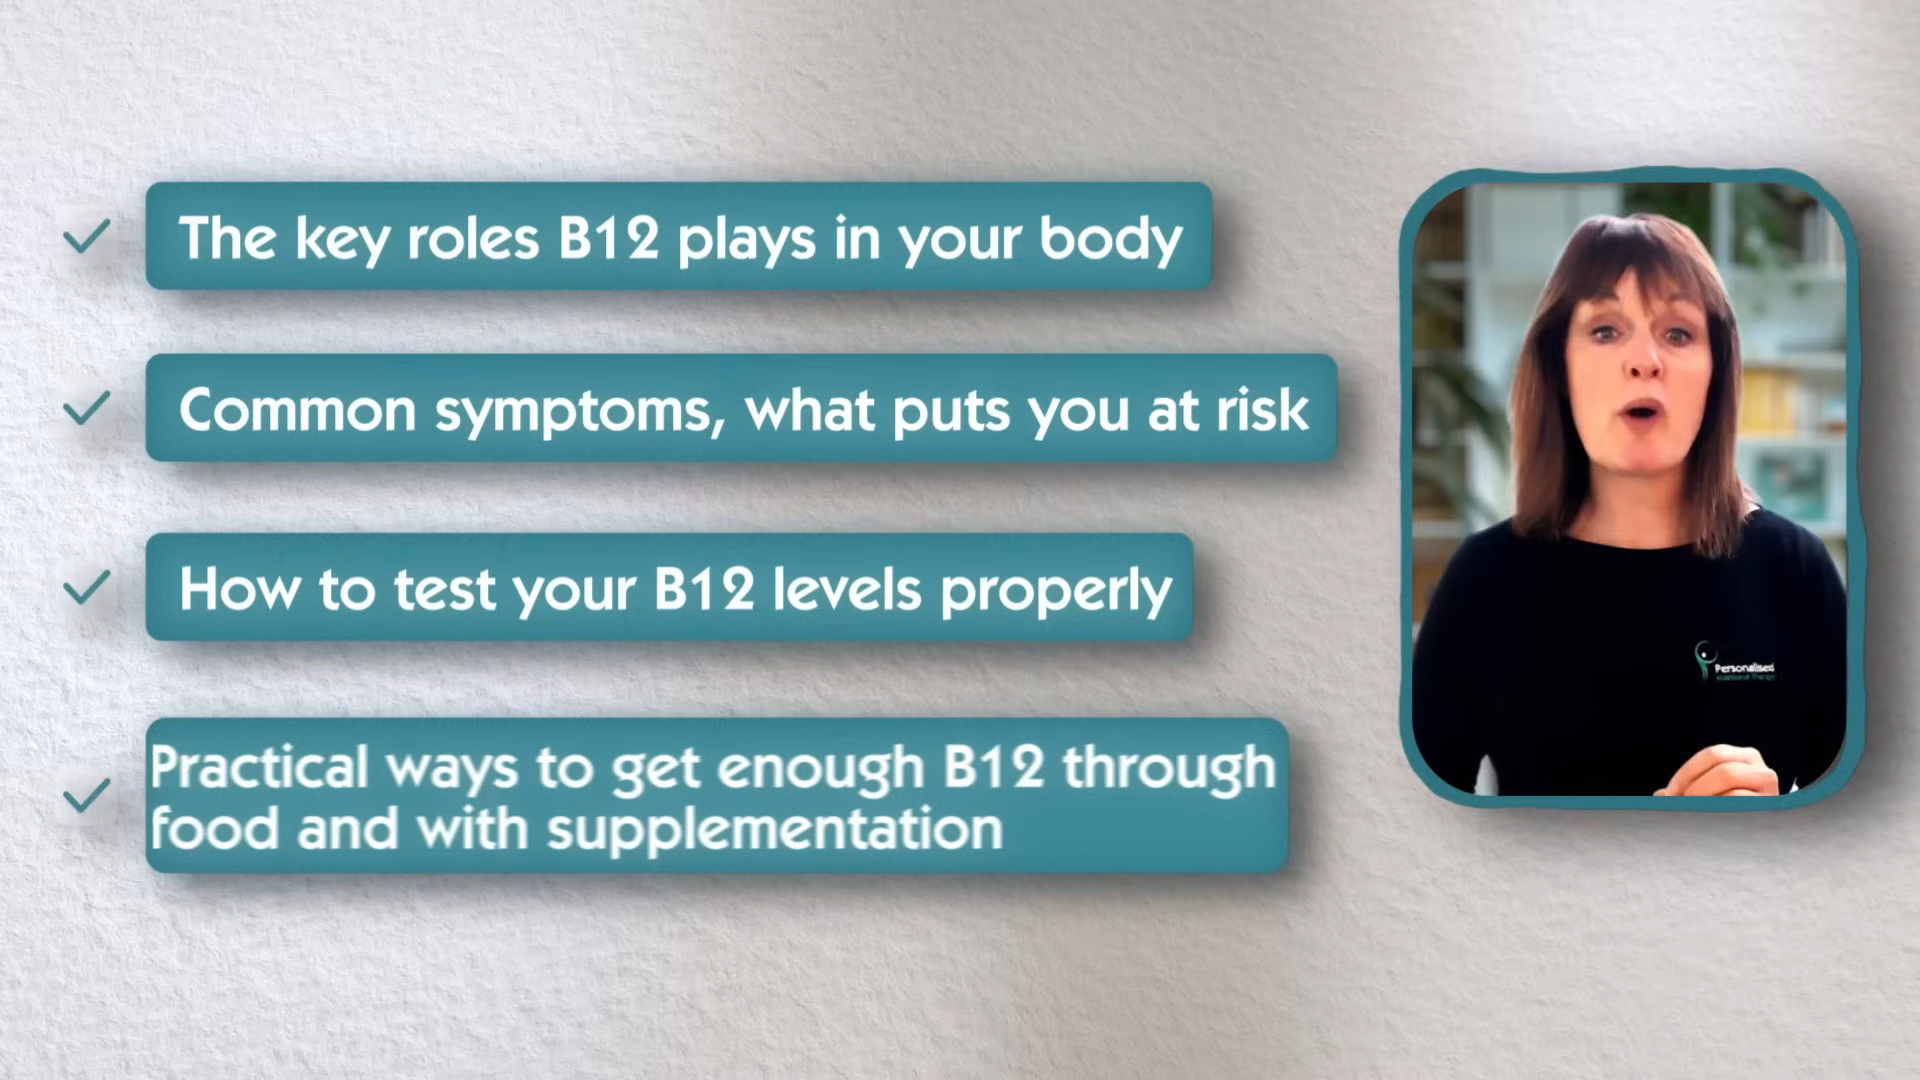 The key roles B12 plays in your body
Common symptoms, what puts you at risk
How to test your B12 levels properly
Practical ways to get enough B12 through
food and with supplementation
Personalised